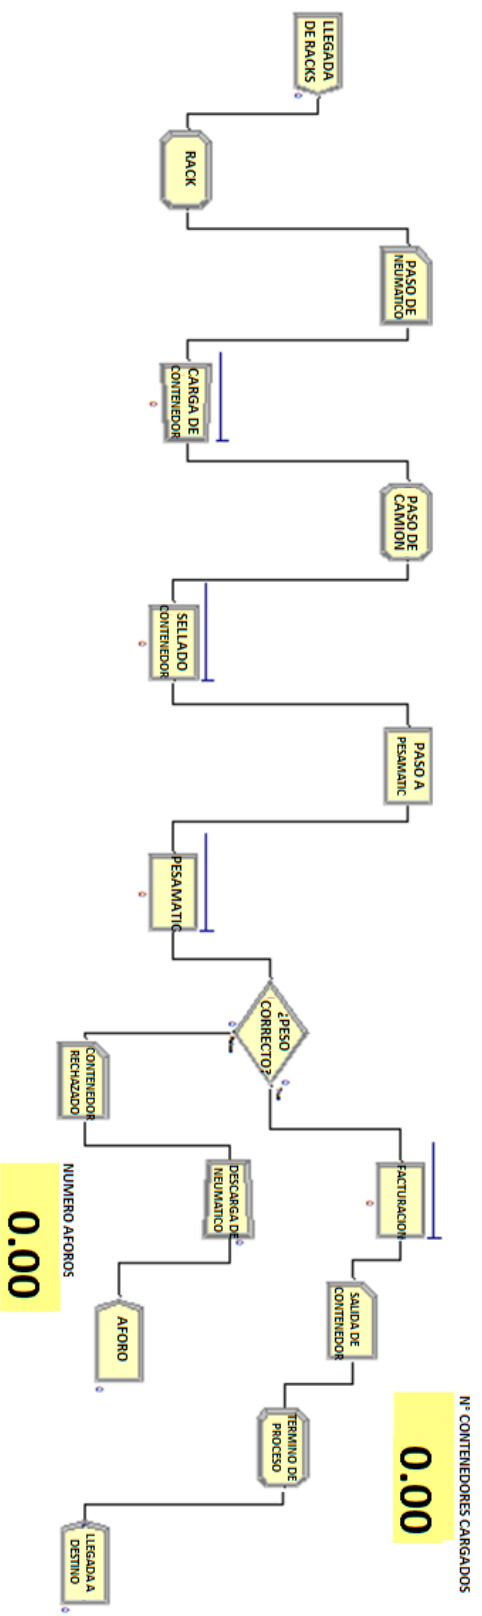 LLEGADA
DE RACKS
RACK
PASO DE
NEUMATICO
CARGA DE
CONTENEDOR
PASO DE
CAMION
SELLADO
CONTENEDOR
PASO A
PESAMATIC
PESAMATIC
¿PESO
CORRECTO?
True
False
FACTURACION
SALIDA DE
CONTENEDOR
TERMINO DE
PROCESO
LLEGADA A
DESTINO
CONTENEDOR
RECHAZADO
DESCARGA DE
NEUMATICO
AFORO
N° CONTENEDORES CARGADOS
0.00
NUMERO AFOROS
0.00